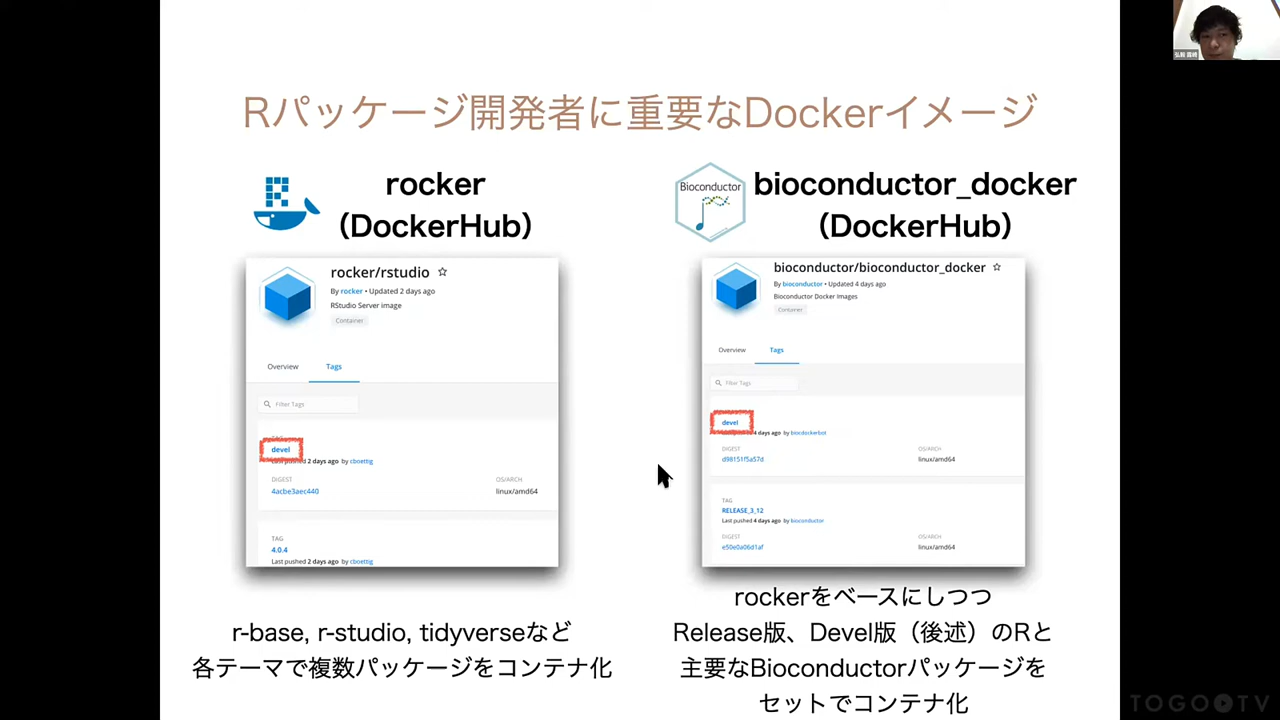 Rパッケージ開発者に重要なDockerイメージ
rocker
（DockerHub）
rocker/rstudio
By rocker • Updated 2 days ago
RStudio Server image
Container
Overview
Tags
Filter Tags
devel
Last pushed 2 days ago by cboettig
DIGEST
OS/ARCH
4acbe3aec440
linux/amd64
TAG
4.0.4
Last pushed 2 days ago by cboettig
r-base, r-studio, tidyverseなど
各テーマで複数パッケージをコンテナ化
Bioconductor
bioconductor_docker
（DockerHub）
bioconductor/bioconductor_docker
By bioconductor • Updated 4 days ago
Bioconductor Docker Images
Container
Overview
Tags
Filter Tags
devel
4 days ago by biocdockerbot
DIGEST
OS/ARCH
d98151f5a57d
linux/amd64
TAG
RELEASE_3_12
Last pushed 4 days ago by bioconductor
DIGEST
OS/ARCH
e50e0a06d1af
linux/amd64
rockerをベースにしつつ
Release版、Devel版（後述）のRと
主要なBioconductorパッケージを
セットでコンテナ化
TOGOTV